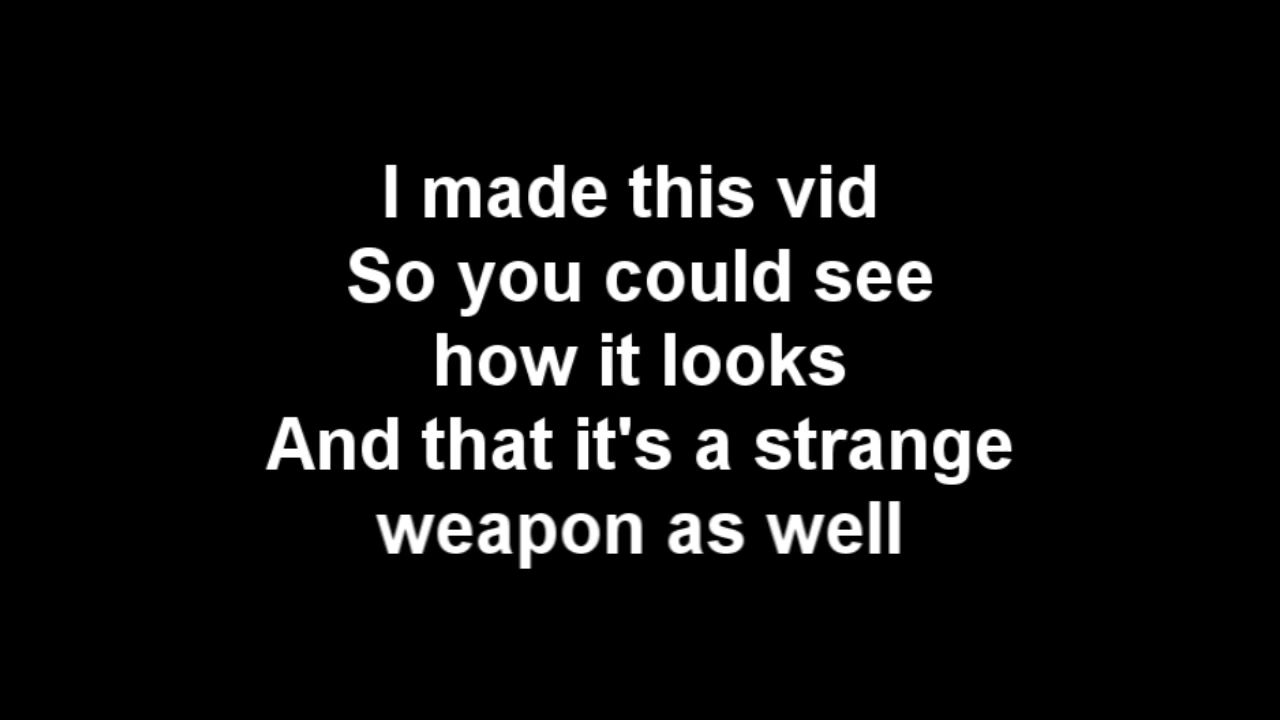 I made this vid
So you could see
how it looks
And that it's a strange
weapon as well